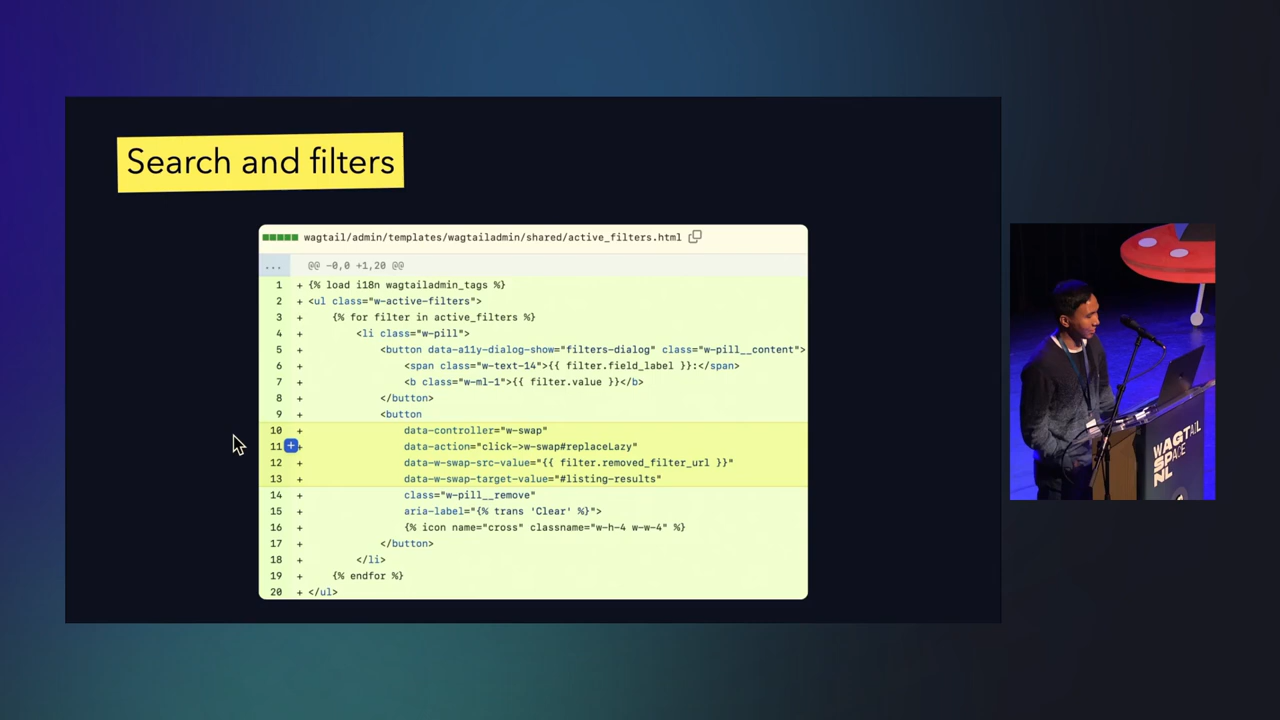 Search and filters
wagtail/admin/templates/wagtailadmin/shared/active_filters.html
... @@ -0,0 +1,20 @@
1 + {% load i18n wagtailadmin_tags %}
2 + <ul class="w-active-filters">
3 + {% for filter in active_filters %}
4 + <li class="w-pill">
5 + <button data-a11y-dialog-show="filters-dialog" class="w-pill__content">
6 + <span class="w-text-14">{{ filter.field_label }}:</span>
7 + <b class="w-ml-1">{{ filter.value }}</b>
8 + </button>
9 + <button
10 + data-controller="w-swap"
11 + data-action="click->w-swap#replaceLazy"
12 + data-w-swap-src-value="{{ filter.removed_filter_url }}"
13 + data-w-swap-target-value="#listing-results"
14 + class="w-pill__remove"
15 + aria-label="{% trans 'Clear' %}">
16 + {% icon name="cross" classname="w-h-4 w-w-4" %}
17 + </button>
18 + </li>
19 + {% endfor %}
20 + </ul>
WAGTAIL
SPACE
NL